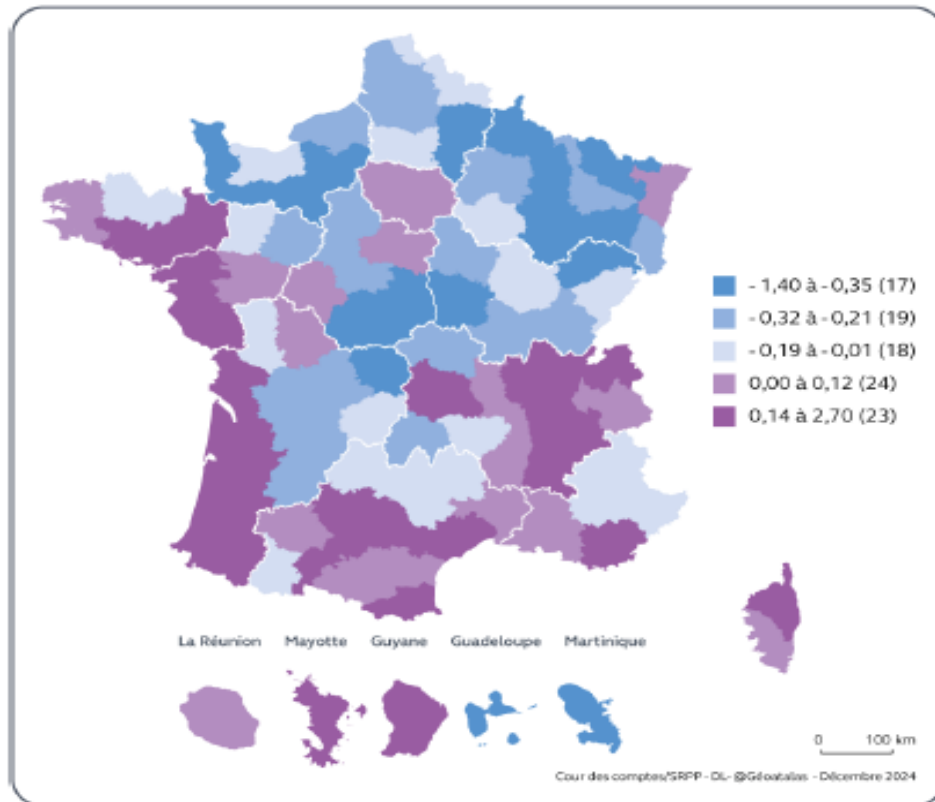 - 1,40 à - 0,35 (17)
- 0,32 à - 0,21 (19)
- 0,19 à - 0,01 (18)
0,00 à 0,12 (24)
0,14 à 2,70 (23)
La Réunion Mayotte Guyane Guadeloupe Martinique
0 100 km
Cour des comptes/SRPP - DL- @Géoatalas - Décembre 2024